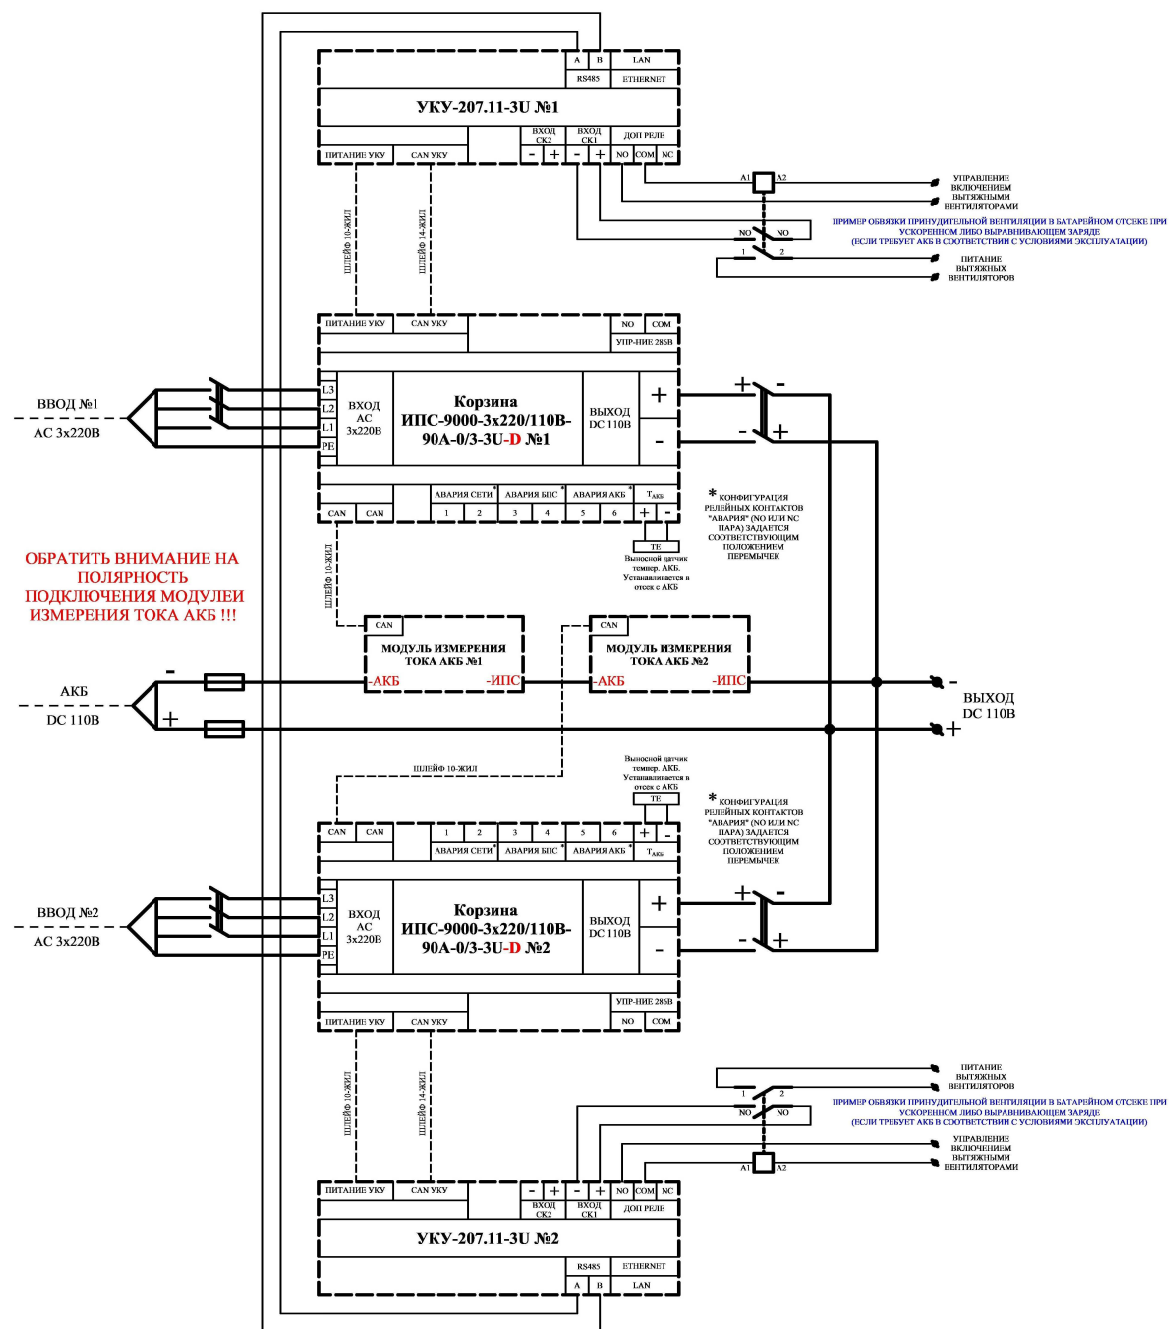 A B LAN
RS485 ETHERNET
УКУ-207.11-3U №1
ВХОД СК2 ВХОД СК1 ДОП РЕЛЕ
ПИТАНИЕ УКУ CAN УКУ - + - + NO COM NC
ШЛЕЙФ 10-ЖИЛ
ШЛЕЙФ 14-ЖИЛ
A1 A2
УПРАВЛЕНИЕ
ВКЛЮЧЕНИЕМ
ВЫТЯЖНЫМИ
ВЕНТИЛЯТОРАМИ
ПРИМЕР ОБВЯЗКИ ПРИНУДИТЕЛЬНОЙ ВЕНТИЛЯЦИИ В БАТАРЕЙНОМ ОТСЕКЕ ПРИ
УСКОРЕННОМ ЛИБО ВЫРАВНИВАЮЩЕМ ЗАРЯДЕ
(ЕСЛИ ТРЕБУЕТ АКБ В СООТВЕТСТВИИ С УСЛОВИЯМИ ЭКСПЛУАТАЦИИ)
NO NO
1 2
ПИТАНИЕ
ВЫТЯЖНЫХ
ВЕНТИЛЯТОРОВ
ПИТАНИЕ УКУ CAN УКУ NO COM
УПР-НИЕ 285В
ВВОД №1
AC 3х220В
L3
L2
L1
PE
ВХОД
AC
3х220В
Корзина
ИПС-9000-3х220/110В-
90А-0/3-3U-D №1
ВЫХОД
DC 110В
+
-
+ -
- +
АВАРИЯ СЕТИ* АВАРИЯ БПС* АВАРИЯ АКБ* TАКБ
CAN CAN 1 2 3 4 5 6 + -
TE
Выносной датчик
темпер. АКБ.
Устанавливается в
отсек с АКБ
* КОНФИГУРАЦИЯ
РЕЛЕЙНЫХ КОНТАКТОВ
"АВАРИЯ" (NO ИЛИ NC
ПАРА) ЗАДАЕТСЯ
СООТВЕТСТВУЮЩИМ
ПОЛОЖЕНИЕМ
ПЕРЕМЫЧЕК
ШЛЕЙФ 10-ЖИЛ
ОБРАТИТЬ ВНИМАНИЕ НА
ПОЛЯРНОСТЬ
ПОДКЛЮЧЕНИЯ МОДУЛЕЙ
ИЗМЕРЕНИЯ ТОКА АКБ !!!
CAN
МОДУЛЬ ИЗМЕРЕНИЯ
ТОКА АКБ №1
-АКБ -ИПС
CAN
МОДУЛЬ ИЗМЕРЕНИЯ
ТОКА АКБ №2
-АКБ -ИПС
АКБ
DC 110В
-
+
-
+
ВЫХОД
DC 110В
ШЛЕЙФ 10-ЖИЛ
Выносной датчик
темпер. АКБ.
Устанавливается в
отсек с АКБ
TE
* КОНФИГУРАЦИЯ
РЕЛЕЙНЫХ КОНТАКТОВ
"АВАРИЯ" (NO ИЛИ NC
ПАРА) ЗАДАЕТСЯ
СООТВЕТСТВУЮЩИМ
ПОЛОЖЕНИЕМ
ПЕРЕМЫЧЕК
CAN CAN 1 2 3 4 5 6 + -
АВАРИЯ СЕТИ* АВАРИЯ БПС* АВАРИЯ АКБ* TАКБ
ВВОД №2
AC 3х220В
L3
L2
L1
PE
ВХОД
AC
3х220В
Корзина
ИПС-9000-3х220/110В-
90А-0/3-3U-D №2
ВЫХОД
DC 110В
+
-
+ -
- +
УПР-НИЕ 285В
ПИТАНИЕ УКУ CAN УКУ NO COM
ШЛЕЙФ 10-ЖИЛ
ШЛЕЙФ 14-ЖИЛ
ПИТАНИЕ
ВЫТЯЖНЫХ
ВЕНТИЛЯТОРОВ
1 2
NO NO
ПРИМЕР ОБВЯЗКИ ПРИНУДИТЕЛЬНОЙ ВЕНТИЛЯЦИИ В БАТАРЕЙНОМ ОТСЕКЕ ПРИ
УСКОРЕННОМ ЛИБО ВЫРАВНИВАЮЩЕМ ЗАРЯДЕ
(ЕСЛИ ТРЕБУЕТ АКБ В СООТВЕТСТВИИ С УСЛОВИЯМИ ЭКСПЛУАТАЦИИ)
УПРАВЛЕНИЕ
ВКЛЮЧЕНИЕМ
ВЫТЯЖНЫМИ
ВЕНТИЛЯТОРАМИ
A1 A2
ПИТАНИЕ УКУ CAN УКУ - + - + NO COM NC
ВХОД СК2 ВХОД СК1 ДОП РЕЛЕ
УКУ-207.11-3U №2
RS485 ETHERNET
A B LAN